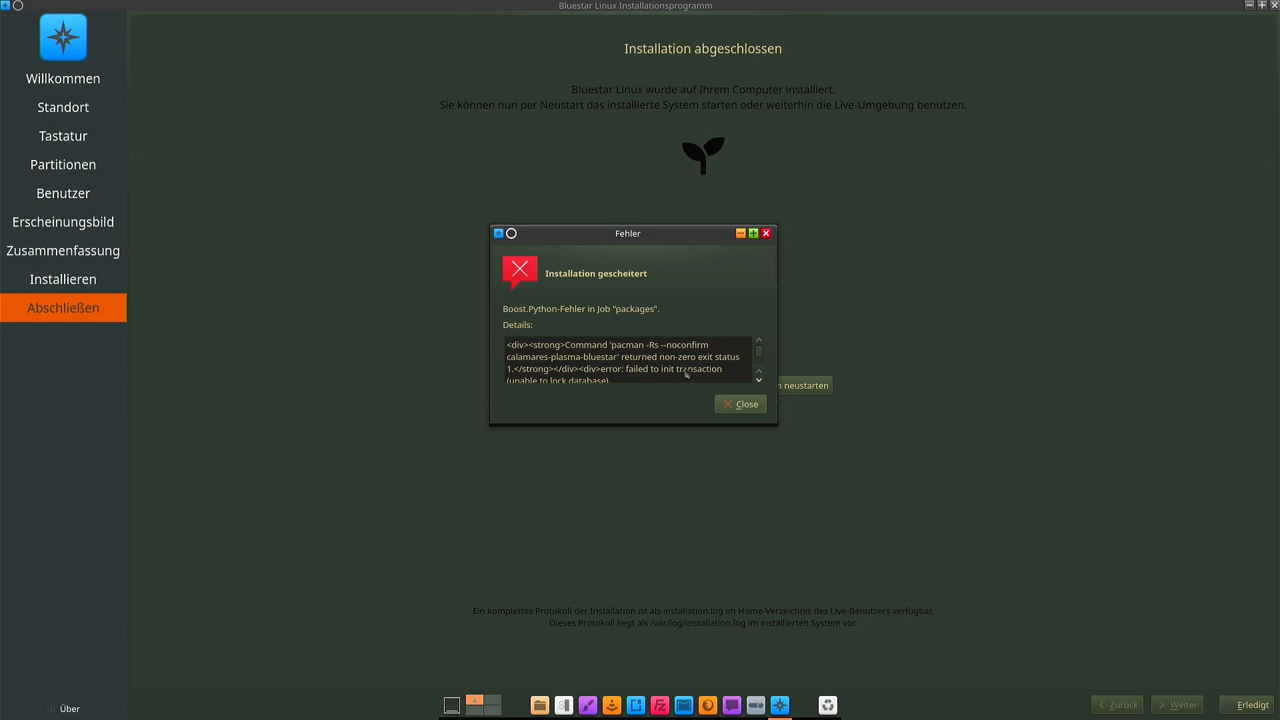 Bluestar Linux Installationsprogramm
Willkommen
Standort
Tastatur
Partitionen
Benutzer
Erscheinungsbild
Zusammenfassung
Installieren
Abschließen
Über
Installation abgeschlossen
Bluestar Linux wurde auf Ihrem Computer installiert.
Sie können nun per Neustart das installierte System starten oder weiterhin die Live-Umgebung benutzen.
Fehler
Installation gescheitert
Boost.Python-Fehler in Job "packages".
Details:
<div><strong>Command 'pacman -Rs --noconfirm
calamares-plasma-bluestar' returned non-zero exit status
1.</strong></div><div>error: failed to init transaction
(unable to lock database)
Close
neustarten
Ein komplettes Protokoll der Installation ist als installation.log im Home-Verzeichnis des Live-Benutzers verfügbar.
Dieses Protokoll liegt als /var/log/installation.log im installierten System vor.
Zurück
Weiter
Erledigt